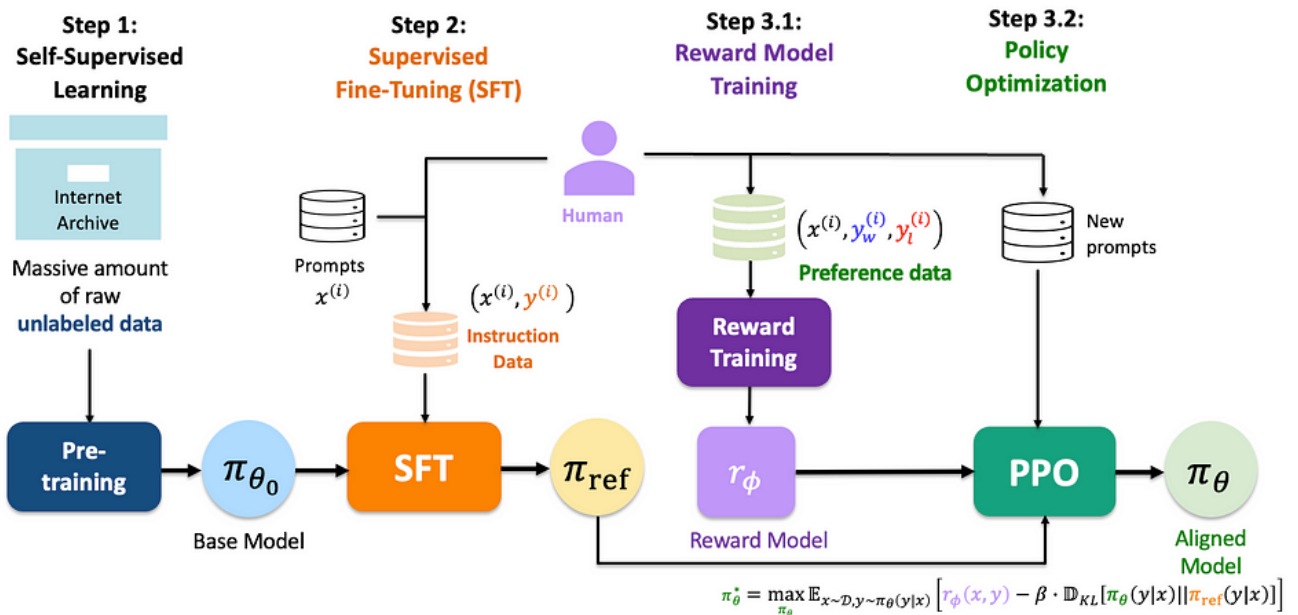 Step 1:
Self-Supervised
Learning
Step 2:
Supervised
Fine-Tuning (SFT)
Step 3.1:
Reward Model
Training
Step 3.2:
Policy
Optimization
Internet
Archive
Massive amount
of raw
unlabeled data
Prompts
x^(i)
Human
(x^(i), y^(i))
Instruction
Data
(x^(i), y_w^(i), y_l^(i))
Preference data
New
prompts
Reward
Training
Pre-
training
π_θ₀
Base Model
SFT
π_ref
r_ϕ
Reward Model
PPO
π_θ
Aligned
Model
π*_θ = max_π_θ 𝔼_x~𝒟,y~π_θ(y|x) [r_ϕ(x, y) − β · 𝔻_KL[π_θ(y|x)||π_ref(y|x)]]